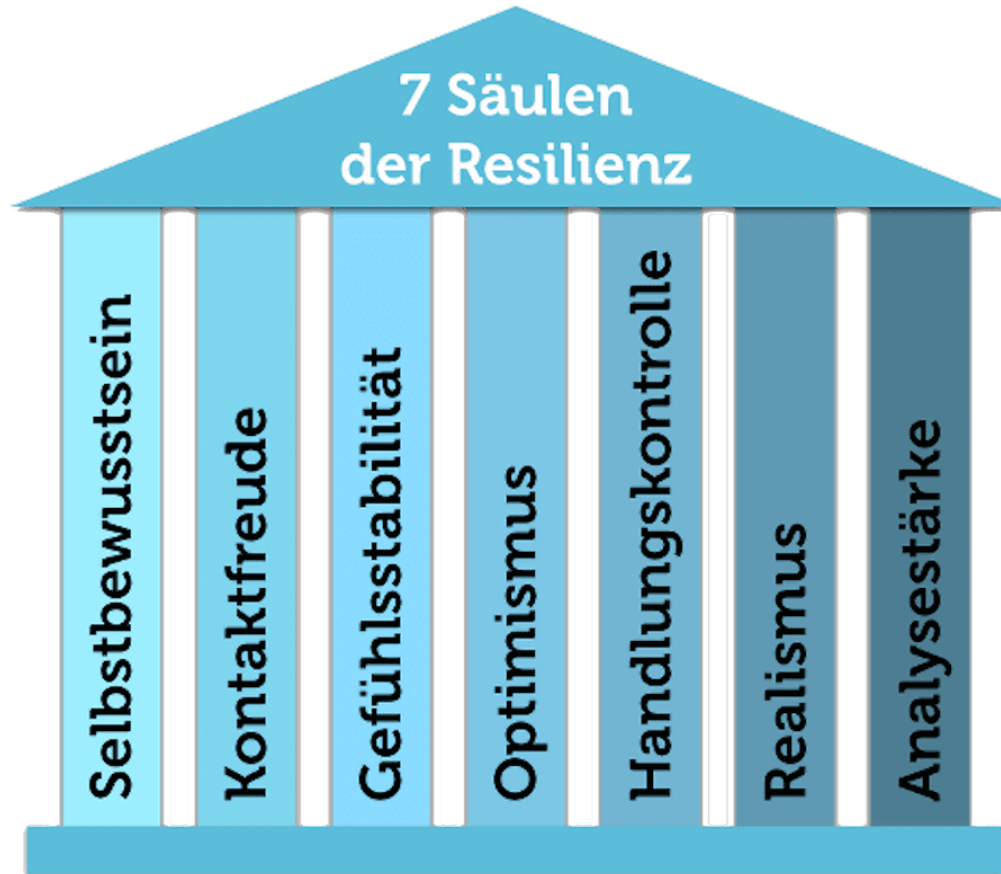 7 Säulen
der Resilienz
Selbstbewusstsein
Kontaktfreude
Gefühlsstabilität
Optimismus
Handlungskontrolle
Realismus
Analysestärke